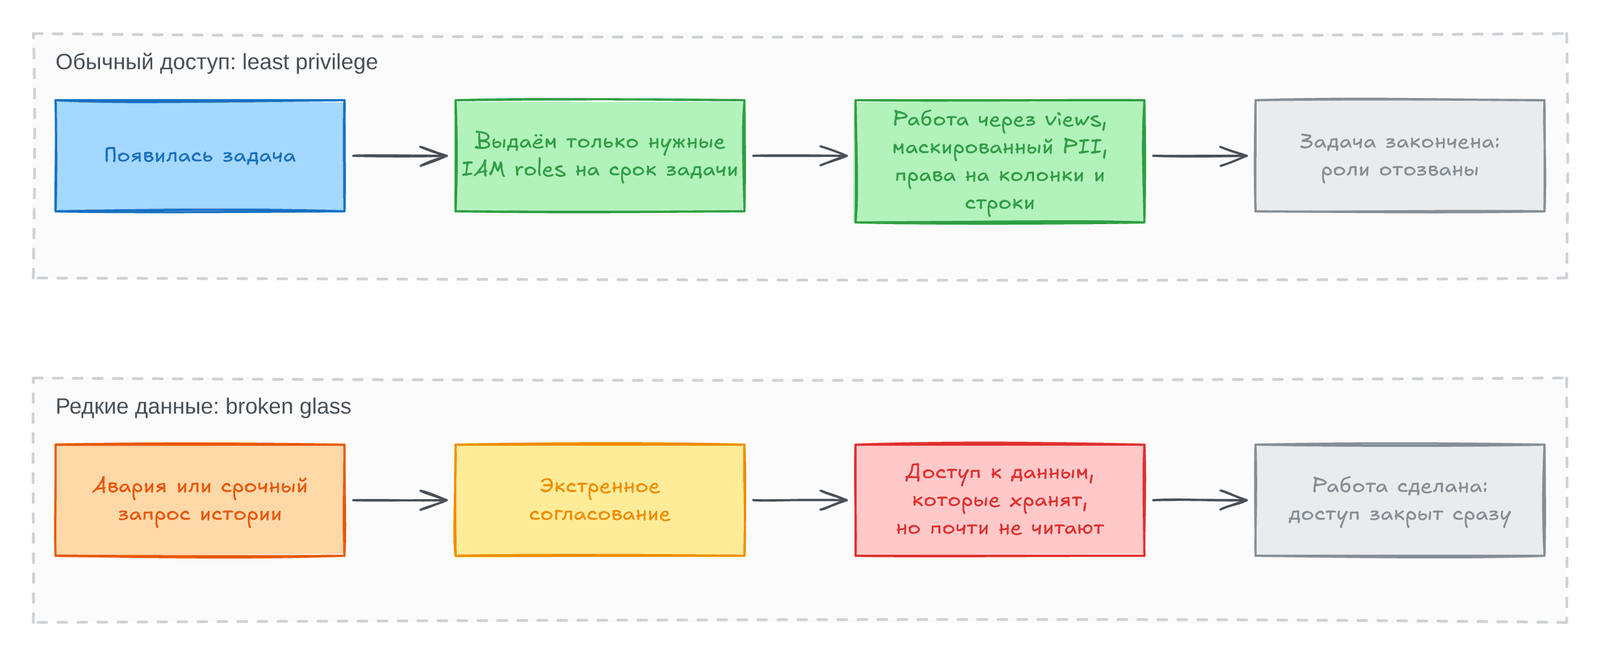 Обычный доступ: least privilege
Появилась задача
Выдаём только нужные
IAM roles на срок задачи
Работа через views,
маскированный PII,
права на колонки и
строки
Задача закончена:
роли отозваны
Редкие данные: broken glass
Авария или срочный
запрос истории
Экстренное
согласование
Доступ к данным,
которые хранят,
но почти не читают
Работа сделана:
доступ закрыт сразу